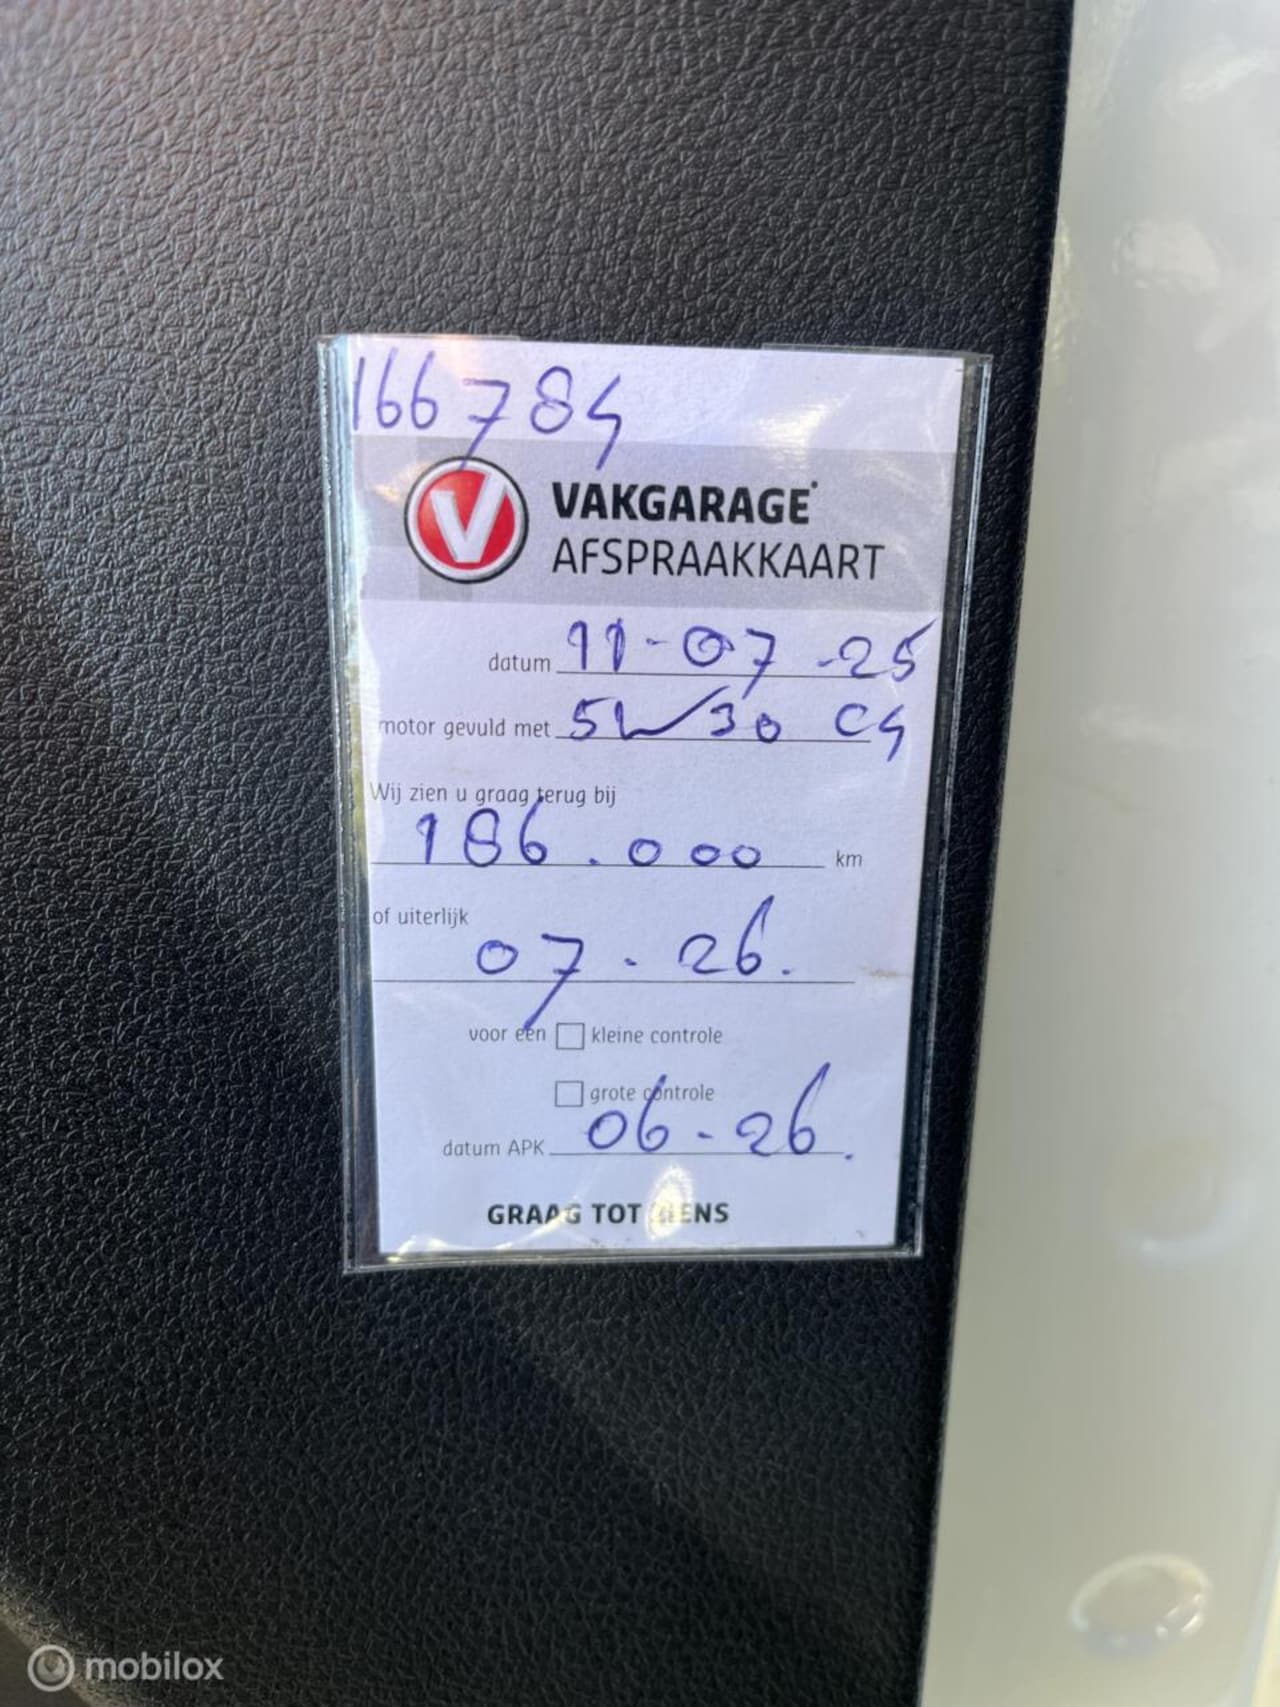 166784
V
VAKGARAGE
AFSPRAAKKAART
datum 11-07-25
motor gevuld met 5W30 C4
Wij zien u graag terug bij
186.000 km
of uiterlijk
07.26.
voor een kleine controle
grote controle
datum APK 06-26.
GRAAG TOT ZIENS
mobilox